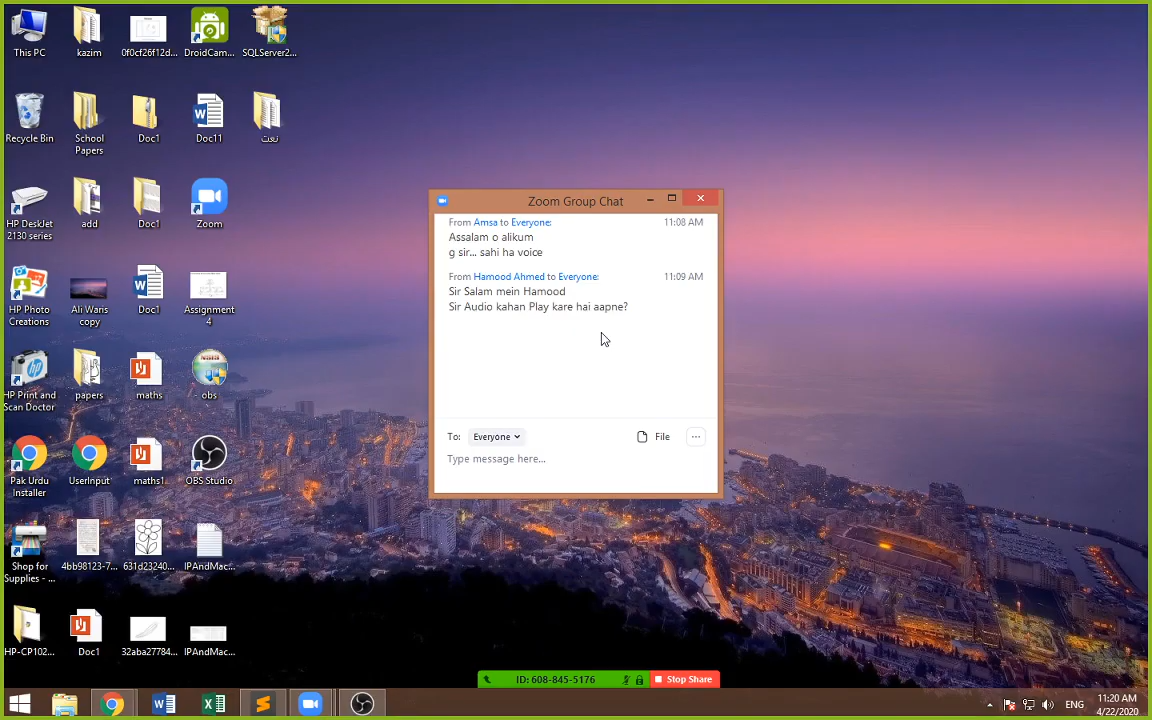 This PC
kazim
0f0cf26f12d...
DroidCam...
SQLServer2...
Recycle Bin
School
Papers
Doc1
Doc11
نعت
HP DeskJet
2130 series
add
Doc1
Zoom
HP Photo
Creations
Ali Waris
copy
Doc1
Assignment
4
HP Print and
Scan Doctor
papers
maths
obs
Pak Urdu
Installer
UserInput
maths1
OBS Studio
Shop for
Supplies - ...
4bb98123-7...
631d23240...
IPAndMac...
HP-CP102...
Doc1
32aba27784...
IPAndMac...
Zoom Group Chat
From Amsa to Everyone:
11:08 AM
Assalam o alikum
g sir... sahi ha voice
From Hamood Ahmed to Everyone:
11:09 AM
Sir Salam mein Hamood
Sir Audio kahan Play kare hai aapne?
To: Everyone
File
Type message here...
ID: 608-845-5176
Stop Share
ENG
11:20 AM
4/22/2020